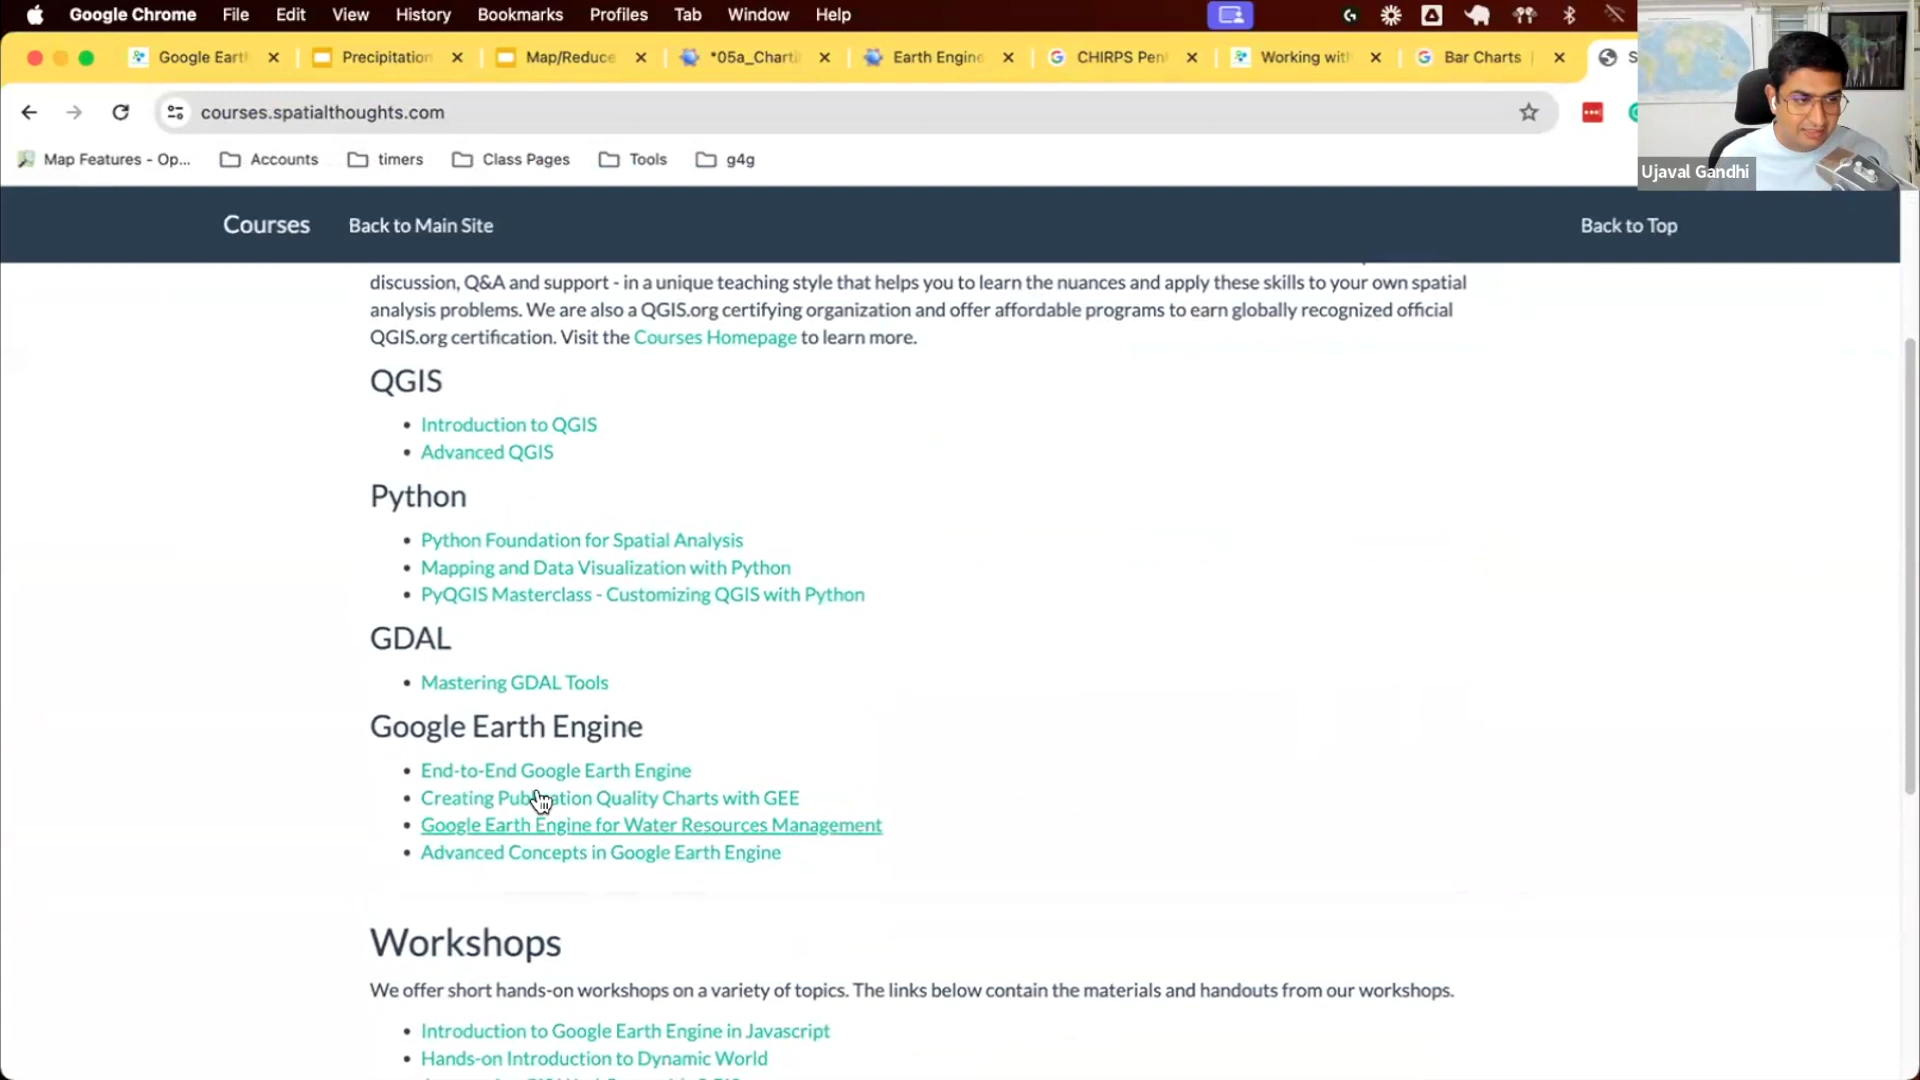 Google Chrome File Edit View History Bookmarks Profiles Tab Window Help
Google Eart Precipitation Map/Reduce *05a_Charti Earth Engine CHIRPS Pent Working with Bar Charts S
courses.spatialthoughts.com
Map Features - Op... Accounts timers Class Pages Tools g4g
Ujaval Gandhi
Courses Back to Main Site Back to Top
discussion, Q&A and support - in a unique teaching style that helps you to learn the nuances and apply these skills to your own spatial
analysis problems. We are also a QGIS.org certifying organization and offer affordable programs to earn globally recognized official
QGIS.org certification. Visit the Courses Homepage to learn more.
QGIS
Introduction to QGIS
Advanced QGIS
Python
Python Foundation for Spatial Analysis
Mapping and Data Visualization with Python
PyQGIS Masterclass - Customizing QGIS with Python
GDAL
Mastering GDAL Tools
Google Earth Engine
End-to-End Google Earth Engine
Creating Publication Quality Charts with GEE
Google Earth Engine for Water Resources Management
Advanced Concepts in Google Earth Engine
Workshops
We offer short hands-on workshops on a variety of topics. The links below contain the materials and handouts from our workshops.
Introduction to Google Earth Engine in Javascript
Hands-on Introduction to Dynamic World